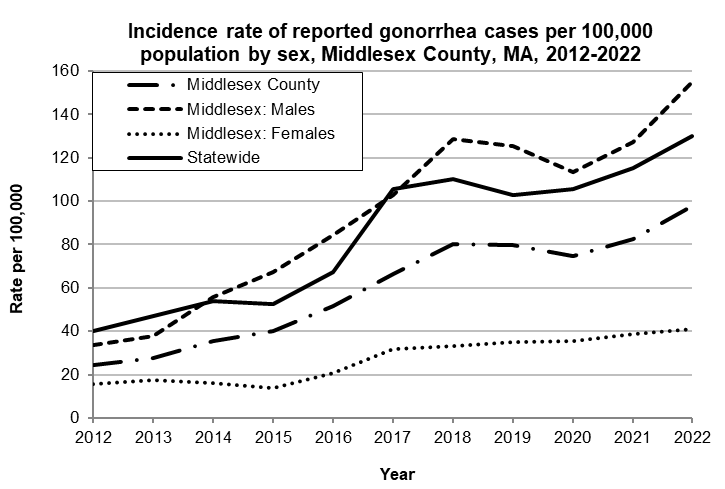 Incidence rate of reported gonorrhea cases per 100,000
population by sex, Middlesex County, MA, 2012-2022
Middlesex County
Middlesex: Males
Middlesex: Females
Statewide
Rate per 100,000
160
140
120
100
80
60
40
20
0
2012 2013 2014 2015 2016 2017 2018 2019 2020 2021 2022
Year